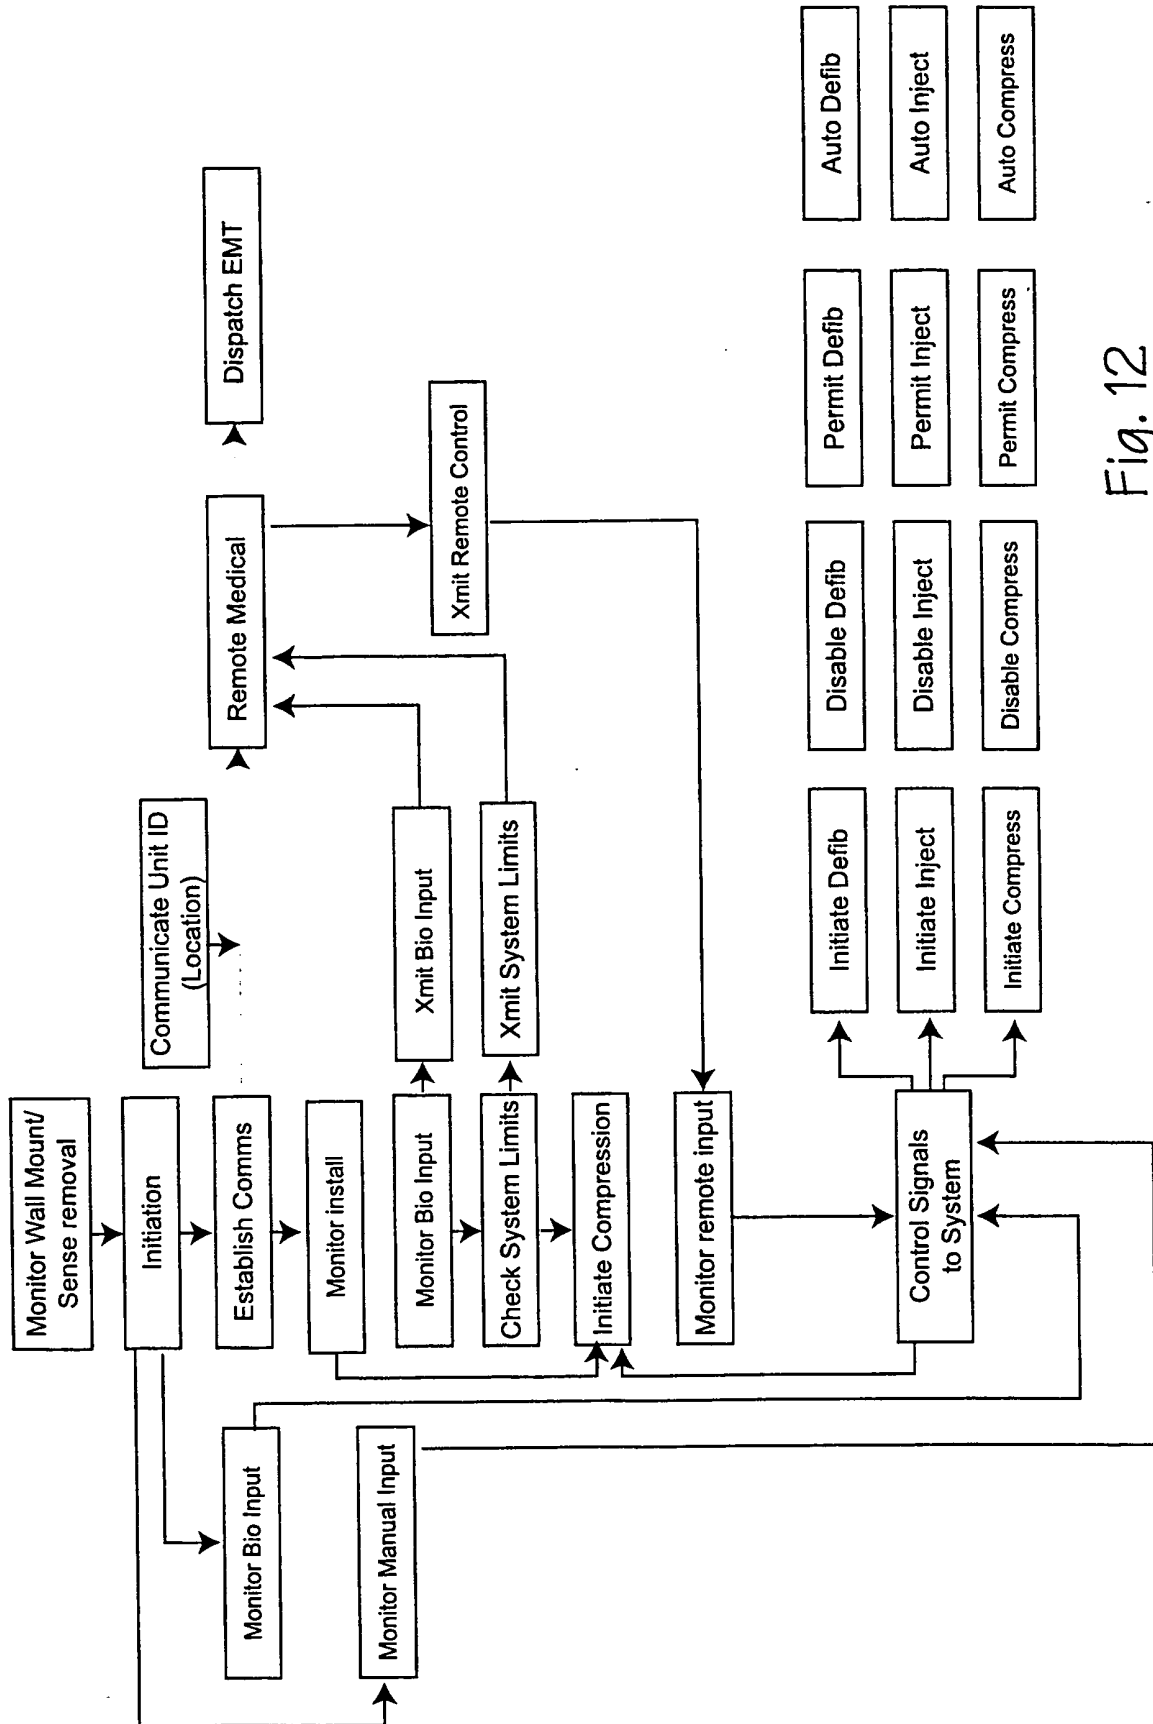 Monitor Wall Mount/
Sense removal
Initiation
Establish Comms
Monitor install
Monitor Bio Input
Check System Limits
Initiate Compression
Monitor remote input
Control Signals
to System
Monitor Bio Input
Monitor Manual Input
Communicate Unit ID
(Location)
Xmit Bio Input
Xmit System Limits
Remote Medical
Dispatch EMT
Xmit Remote Control
Initiate Defib
Disable Defib
Permit Defib
Auto Defib
Initiate Inject
Disable Inject
Permit Inject
Auto Inject
Initiate Compress
Disable Compress
Permit Compress
Auto Compress
Fig. 12